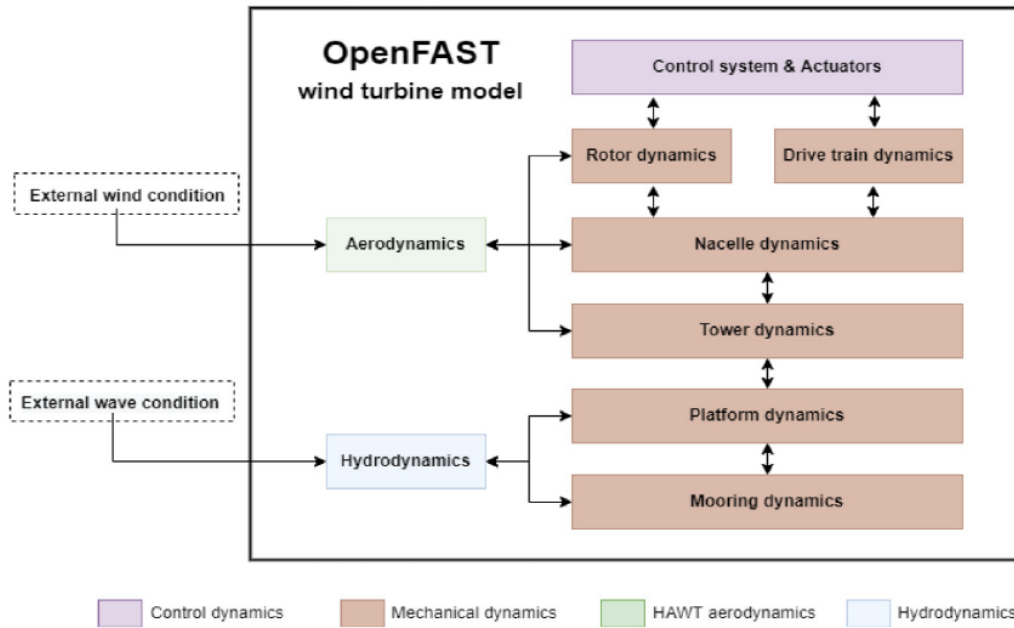 OpenFAST
wind turbine model
Control system & Actuators
Rotor dynamics
Drive train dynamics
External wind condition
Aerodynamics
Nacelle dynamics
Tower dynamics
External wave condition
Platform dynamics
Hydrodynamics
Mooring dynamics
Control dynamics
Mechanical dynamics
HAWT aerodynamics
Hydrodynamics